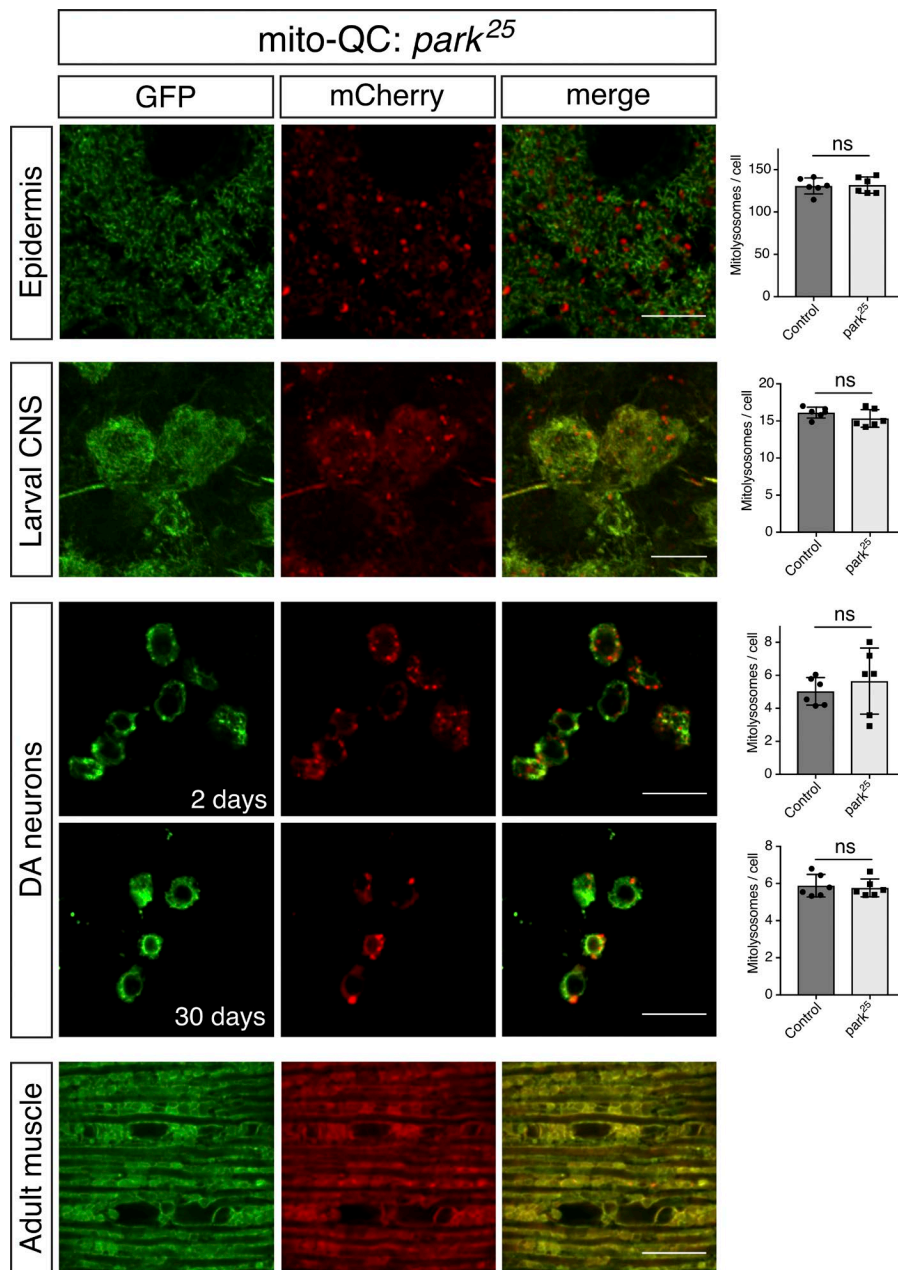 mito-QC: park²⁵
GFP
mCherry
merge
Epidermis
Mitolysosomes / cell
150
100
50
0
ns
Control
park²⁵
Larval CNS
Mitolysosomes / cell
20
15
10
5
0
ns
Control
park²⁵
DA neurons
2 days
Mitolysosomes / cell
8
6
4
2
0
ns
Control
park²⁵
30 days
Mitolysosomes / cell
8
6
4
2
0
ns
Control
park²⁵
Adult muscle